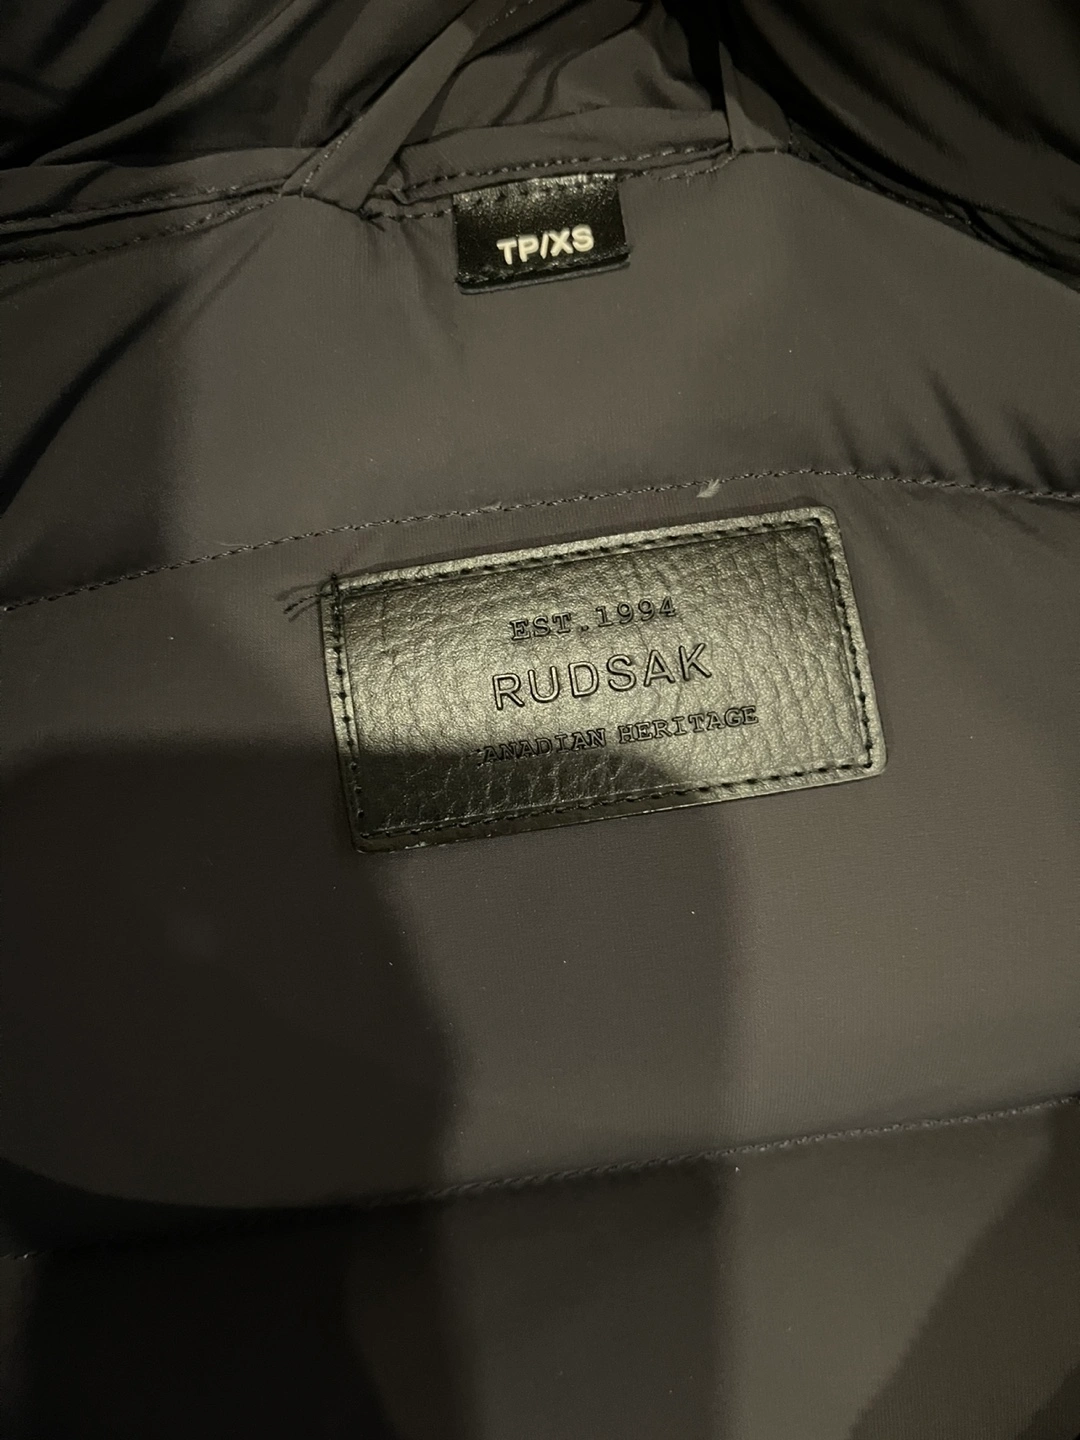 TP/XS
EST.1994
RUDSAK
CANADIAN HERITAGE